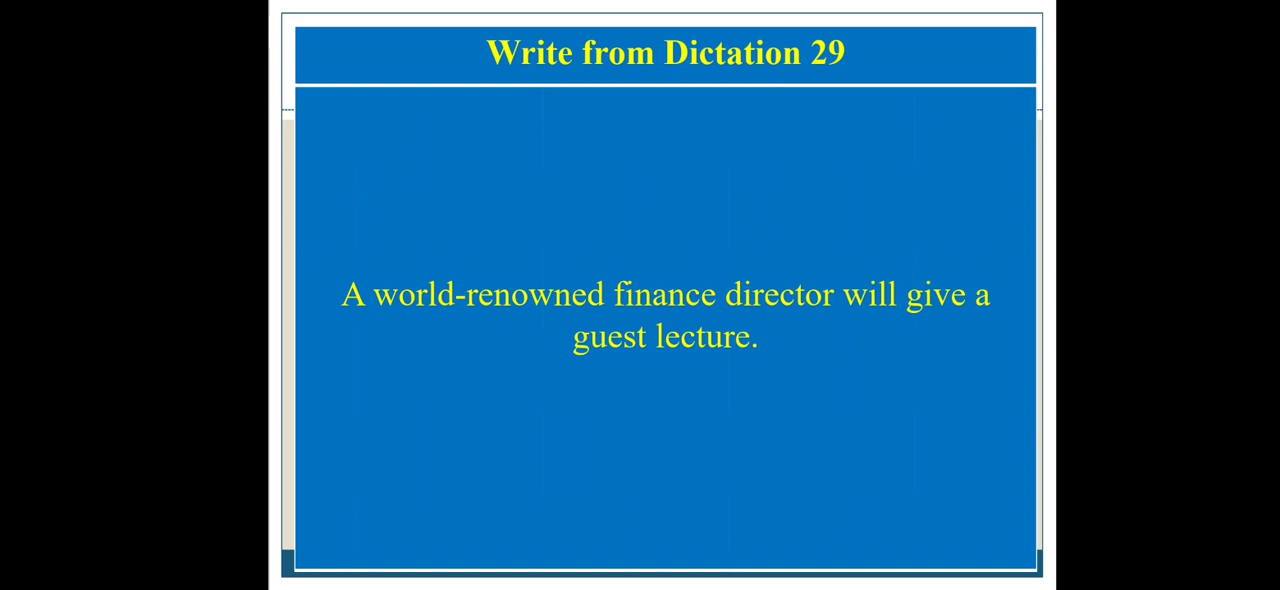 Write from Dictation 29
A world-renowned finance director will give a
guest lecture.